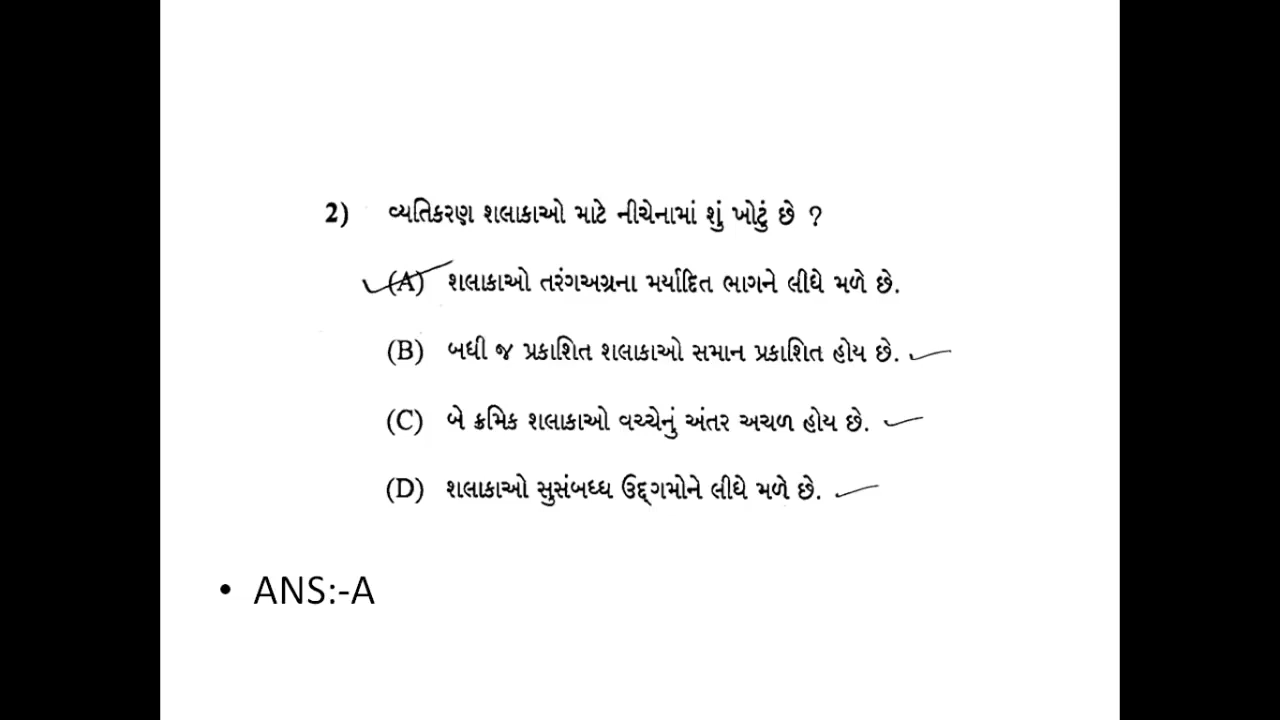 2) વ્યતિકરણ શલાકાઓ માટે નીચેનામાં શું ખોટું છે ?
(A) શલાકાઓ તરંગઅગ્રના મર્યાદિત ભાગને લીધે મળે છે.
(B) બધી જ પ્રકાશિત શલાકાઓ સમાન પ્રકાશિત હોય છે.
(C) બે ક્રમિક શલાકાઓ વચ્ચેનું અંતર અચળ હોય છે.
(D) શલાકાઓ સુસંબધ્ધ ઉદ્દ્ગમોને લીધે મળે છે.
• ANS:-A